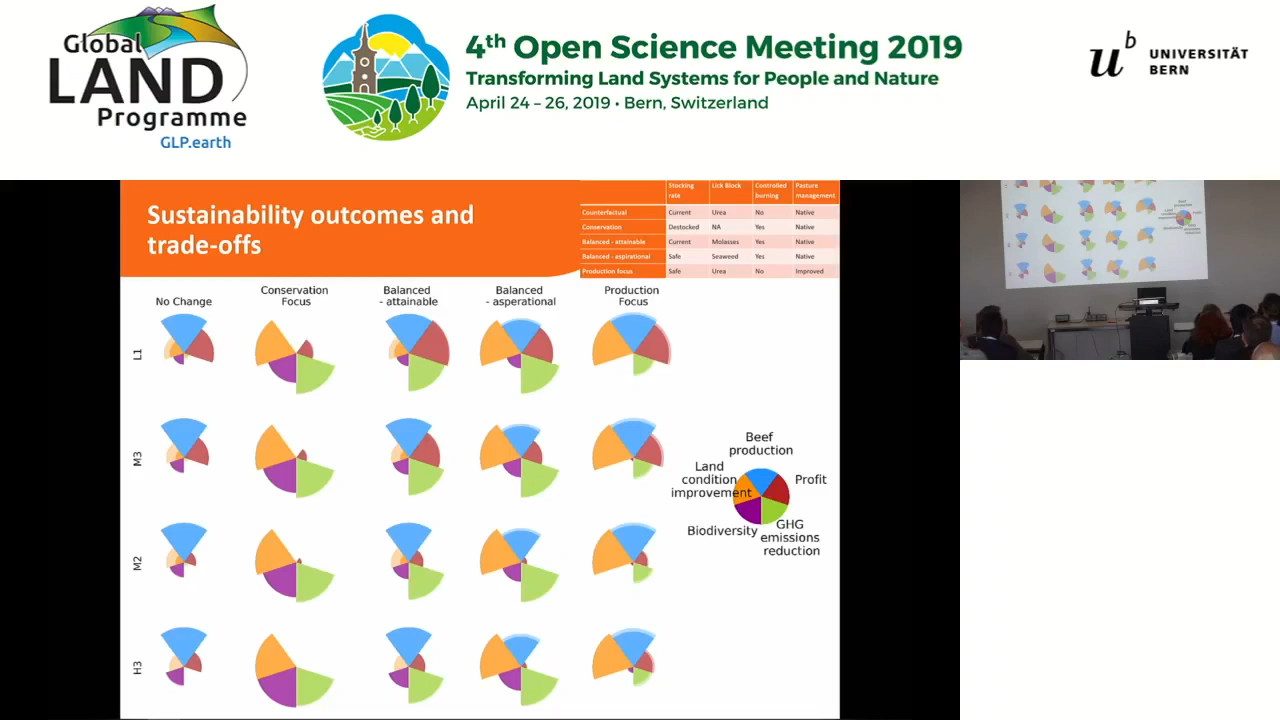 Global
LAND
Programme
GLP.earth
4th Open Science Meeting 2019
Transforming Land Systems for People and Nature
April 24 – 26, 2019 • Bern, Switzerland
u b
UNIVERSITÄT
BERN
Sustainability outcomes and
trade-offs
Stocking rate Lick Block Controlled burning Pasture management
Counterfactual Current Urea No Native
Conservation Destocked NA Yes Native
Balanced - attainable Current Molasses Yes Native
Balanced - aspirational Safe Seaweed Yes Native
Production focus Safe Urea No Improved
No Change
Conservation
Focus
Balanced
- attainable
Balanced
- asperational
Production
Focus
L1
M3
M2
H3
Beef
production
Profit
GHG
emissions
reduction
Biodiversity
Land
condition
improvement